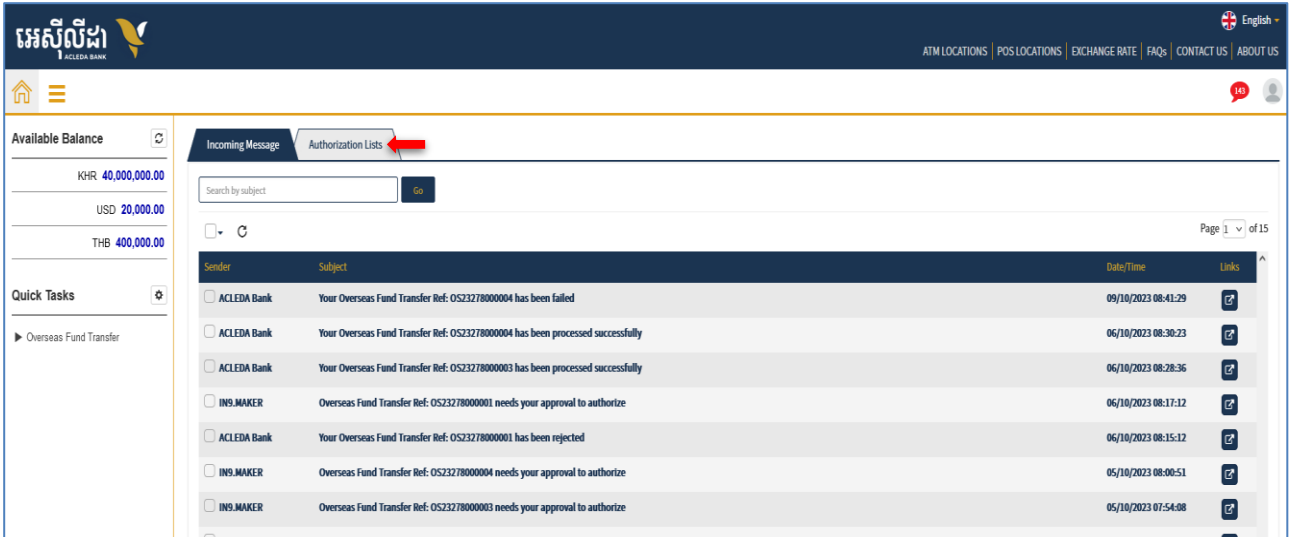 English
អេស៊ីលីដា
ACLEDA BANK
ATM LOCATIONS | POS LOCATIONS | EXCHANGE RATE | FAQs | CONTACT US | ABOUT US
143
Available Balance
KHR 40,000,000.00
USD 20,000.00
THB 400,000.00
Quick Tasks
Overseas Fund Transfer
Incoming Message Authorization Lists
Search by subject Go
Page 1 of 15
Sender Subject Date/Time Links
ACLEDA Bank Your Overseas Fund Transfer Ref: OS23278000004 has been failed 09/10/2023 08:41:29
ACLEDA Bank Your Overseas Fund Transfer Ref: OS23278000004 has been processed successfully 06/10/2023 08:30:23
ACLEDA Bank Your Overseas Fund Transfer Ref: OS23278000003 has been processed successfully 06/10/2023 08:28:36
IN9.MAKER Overseas Fund Transfer Ref: OS23278000001 needs your approval to authorize 06/10/2023 08:17:12
ACLEDA Bank Your Overseas Fund Transfer Ref: OS23278000001 has been rejected 06/10/2023 08:15:12
IN9.MAKER Overseas Fund Transfer Ref: OS23278000004 needs your approval to authorize 05/10/2023 08:00:51
IN9.MAKER Overseas Fund Transfer Ref: OS23278000003 needs your approval to authorize 05/10/2023 07:54:08